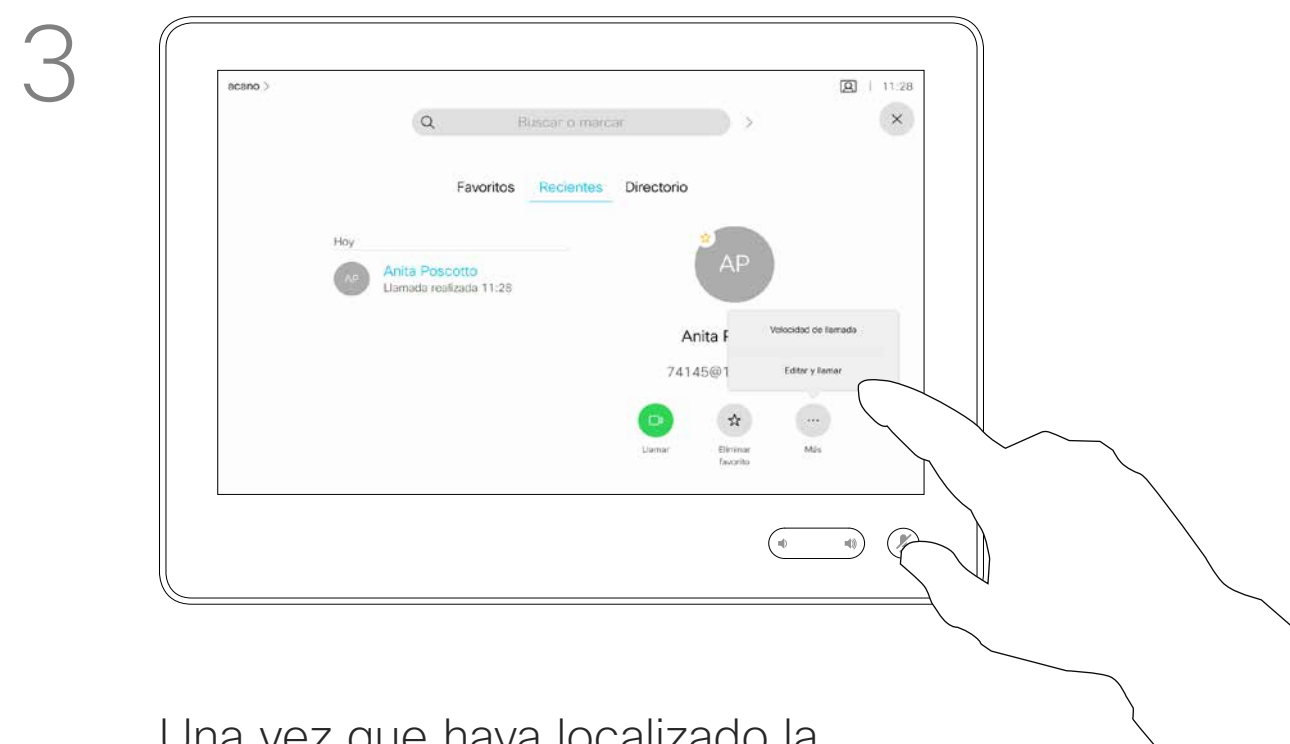 3
acano >
11:28
Buscar o marcar
Favoritos Recientes Directorio
Hoy
AP
Anita Poscotto
Llamada realizada 11:28
AP
Anita P
74145@1
Velocidad de llamada
Editar y llamar
Llamar
Eliminar
favorito
Más
Una vez que haya localizado la